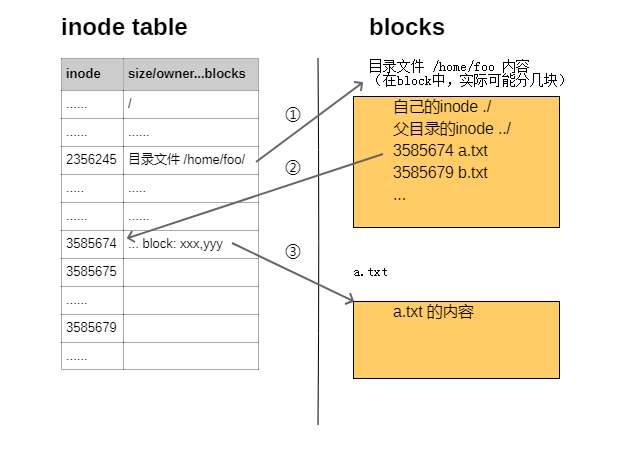 inode table
blocks
inode size/owner...blocks
...... /
...... ......
2356245 目录文件 /home/foo/
..... .....
...... ......
3585674 ... block: xxx,yyy
3585675
......
3585679
......
①
②
③
目录文件 /home/foo 内容
（在block中，实际可能分几块）
自己的inode ./
父目录的inode ../
3585674 a.txt
3585679 b.txt
...
a.txt
a.txt 的内容